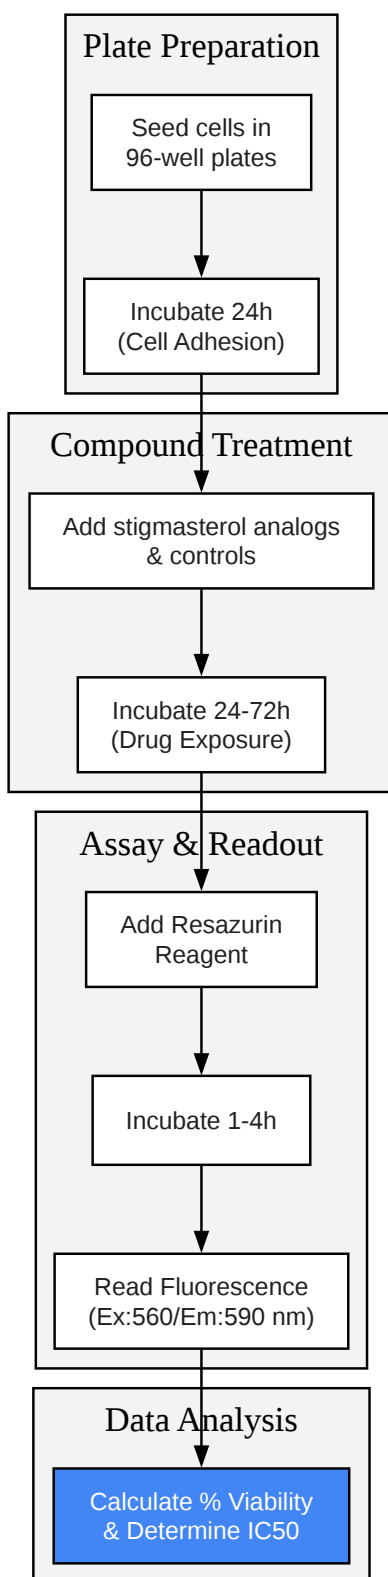 Plate Preparation
Seed cells in
96-well plates
Incubate 24h
(Cell Adhesion)
Compound Treatment
Add stigmasterol analogs
& controls
Incubate 24-72h
(Drug Exposure)
Assay & Readout
Add Resazurin
Reagent
Incubate 1-4h
Read Fluorescence
(Ex:560/Em:590 nm)
Data Analysis
Calculate % Viability
& Determine IC50